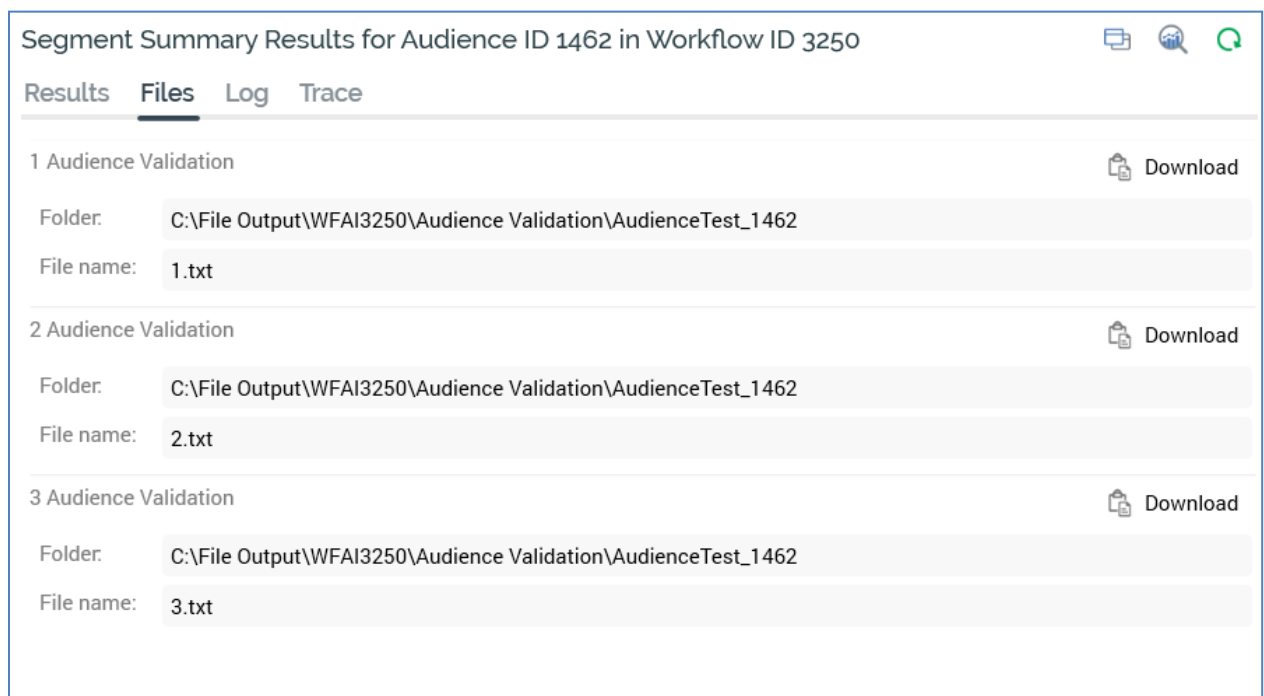 Segment Summary Results for Audience ID 1462 in Workflow ID 3250
Results Files Log Trace
1 Audience Validation Download
Folder: C:\File Output\WFAI3250\Audience Validation\AudienceTest_1462
File name: 1.txt
2 Audience Validation Download
Folder: C:\File Output\WFAI3250\Audience Validation\AudienceTest_1462
File name: 2.txt
3 Audience Validation Download
Folder: C:\File Output\WFAI3250\Audience Validation\AudienceTest_1462
File name: 3.txt